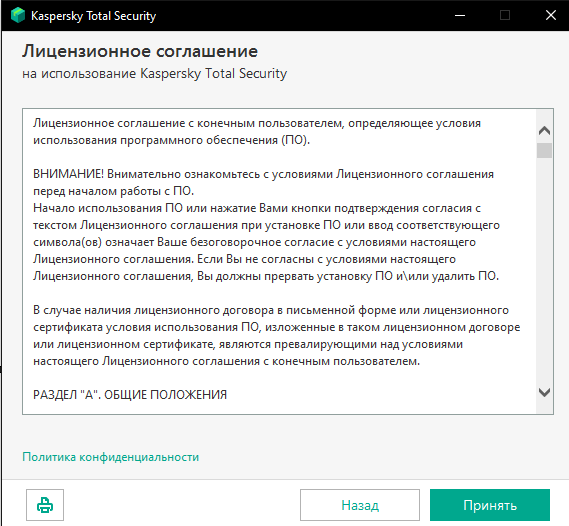 Kaspersky Total Security
Лицензионное соглашение
на использование Kaspersky Total Security
Лицензионное соглашение с конечным пользователем, определяющее условия
использования программного обеспечения (ПО).
ВНИМАНИЕ! Внимательно ознакомьтесь с условиями Лицензионного соглашения
перед началом работы с ПО.
Начало использования ПО или нажатие Вами кнопки подтверждения согласия с
текстом Лицензионного соглашения при установке ПО или ввод соответствующего
символа(ов) означает Ваше безоговорочное согласие с условиями настоящего
Лицензионного соглашения. Если Вы не согласны с условиями настоящего
Лицензионного соглашения, Вы должны прервать установку ПО и\или удалить ПО.
В случае наличия лицензионного договора в письменной форме или лицензионного
сертификата условия использования ПО, изложенные в таком лицензионном договоре
или лицензионном сертификате, являются превалирующими над условиями
настоящего Лицензионного соглашения с конечным пользователем.
РАЗДЕЛ "А". ОБЩИЕ ПОЛОЖЕНИЯ
Политика конфиденциальности
Назад
Принять